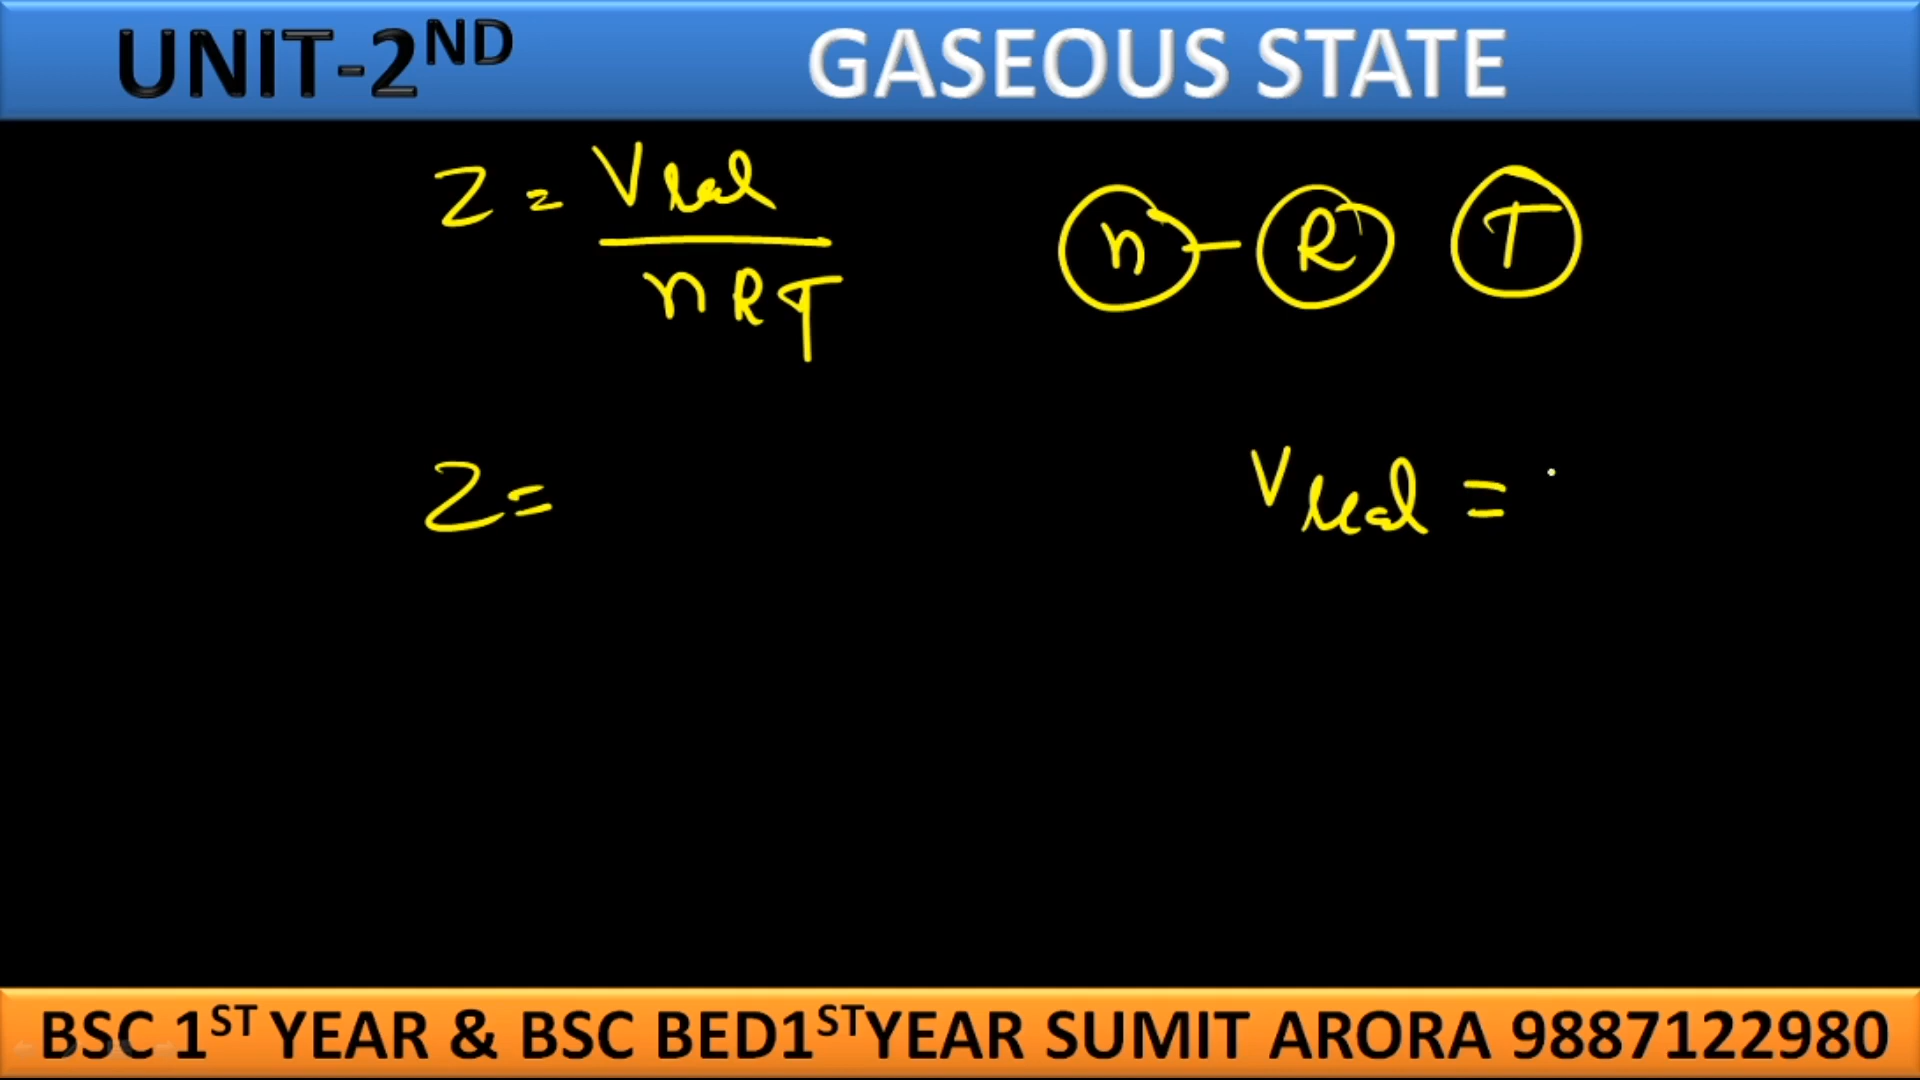 UNIT-2ND GASEOUS STATE
Z = Vreal
nRT
n - R T
Z =
Vreal =
BSC 1ST YEAR & BSC BED1STYEAR SUMIT ARORA 9887122980